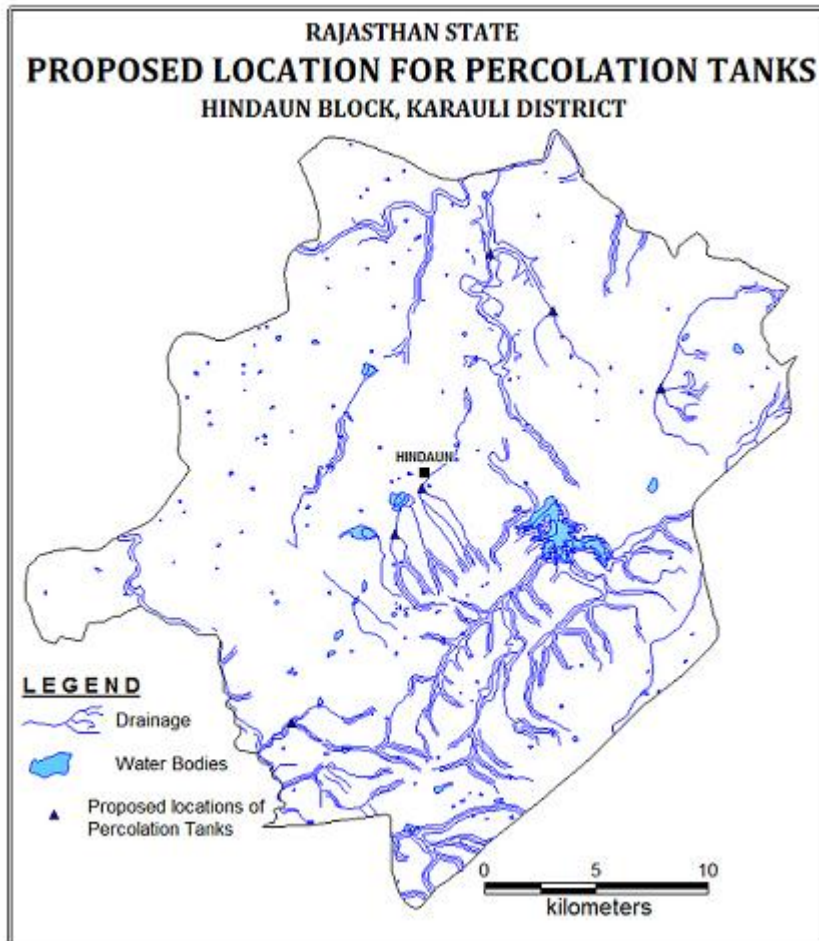 RAJASTHAN STATE
PROPOSED LOCATION FOR PERCOLATION TANKS
HINDAUN BLOCK, KARAULI DISTRICT
HINDAUN
LEGEND
Drainage
Water Bodies
Proposed locations of
Percolation Tanks
0 5 10
kilometers